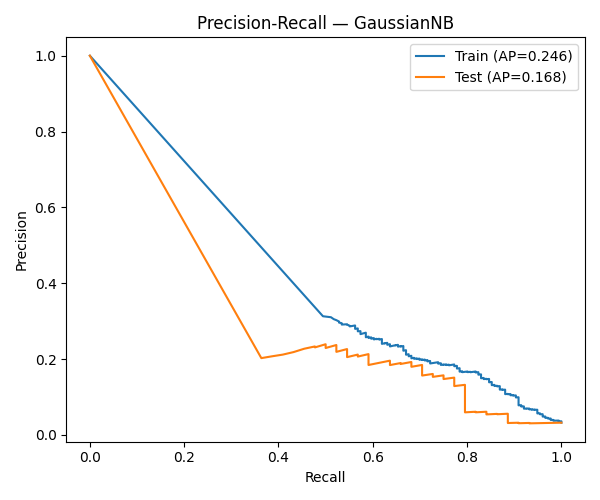 Precision-Recall — GaussianNB
Train (AP=0.246)
Test (AP=0.168)
Precision
1.0
0.8
0.6
0.4
0.2
0.0
0.0 0.2 0.4 0.6 0.8 1.0
Recall